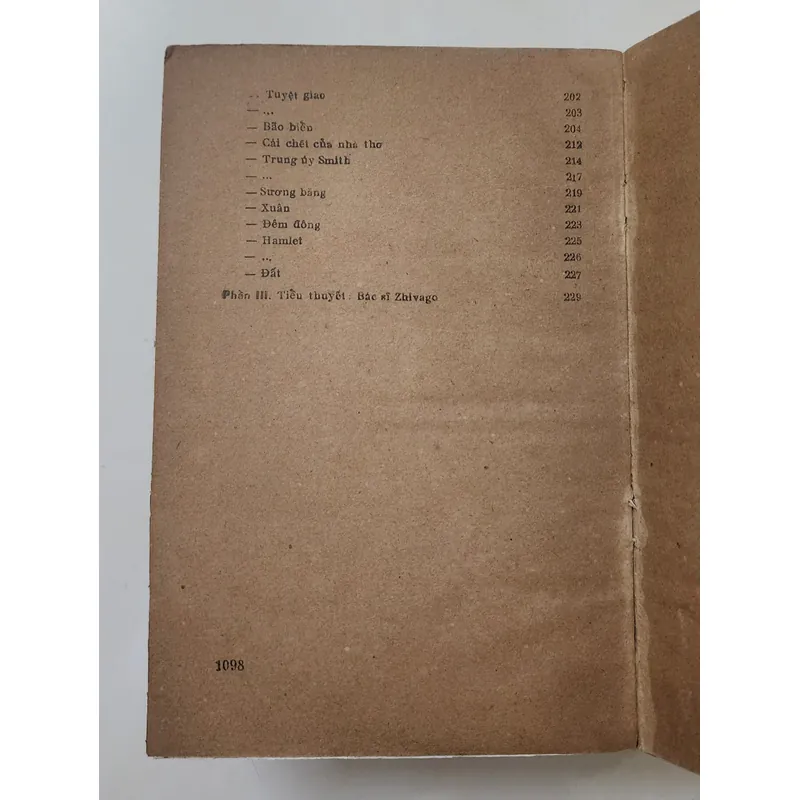 — Tuyệt giao 202
— ... 203
— Bão biển 204
— Cái chết của nhà thơ 212
— Trung úy Smith 214
— ... 217
— Sương băng 219
— Xuân 221
— Đêm đông 223
— Hamlet 225
— ... 226
— Đất 227
Phần III. Tiểu thuyết: Bác sĩ Zhivago 229
1098